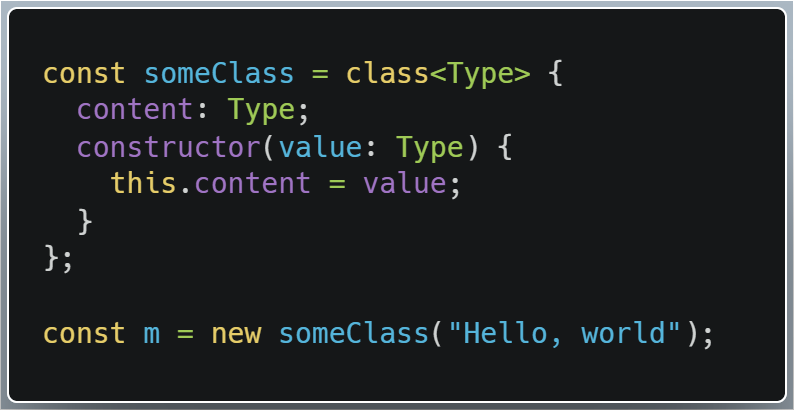 const someClass = class<Type> {
  content: Type;
  constructor(value: Type) {
    this.content = value;
  }
};

const m = new someClass("Hello, world");